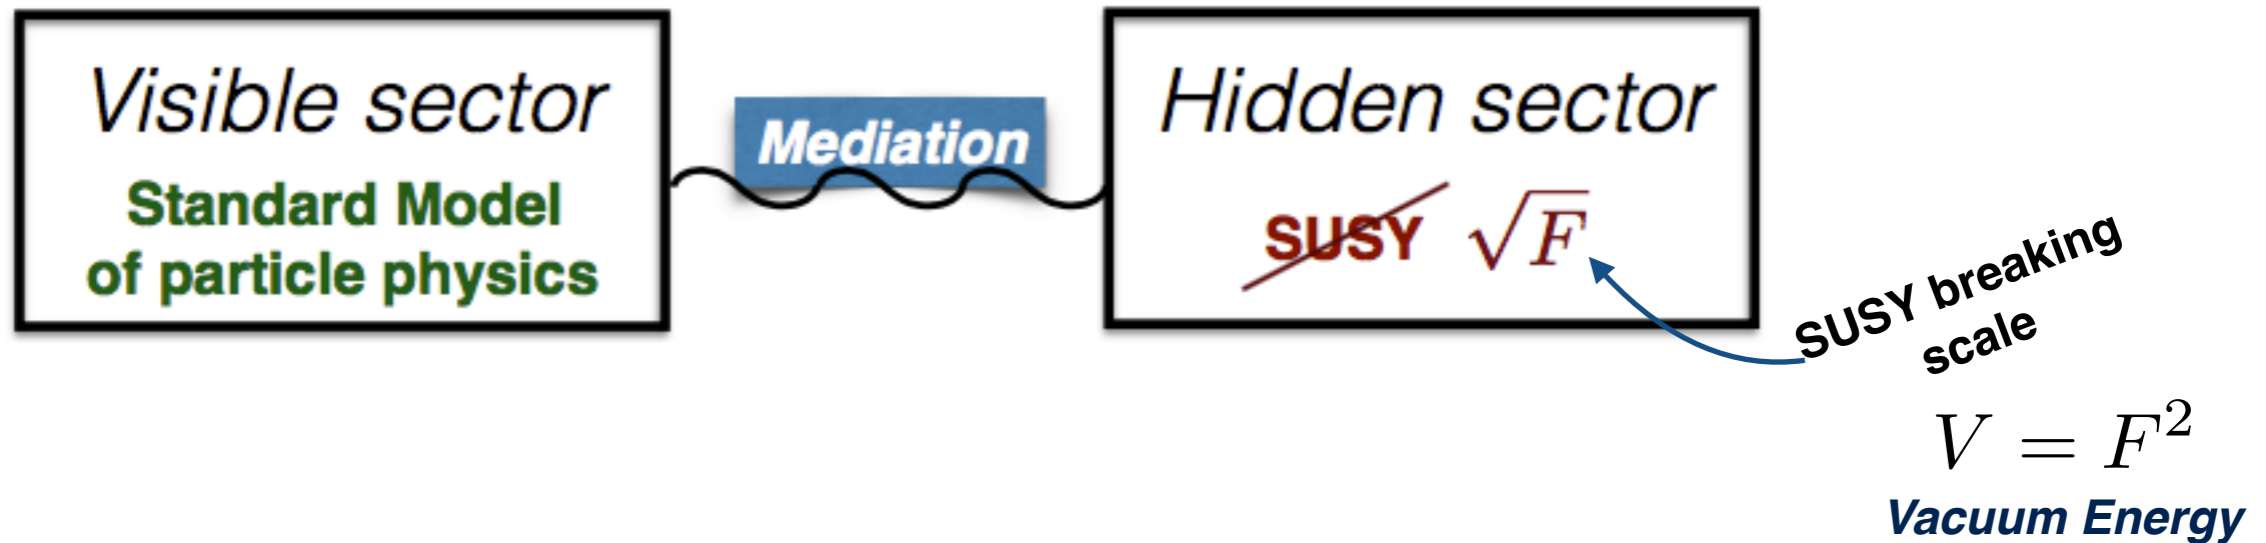 Visible sector
Standard Model
of particle physics
Mediation
Hidden sector
SUSY √F
SUSY breaking
scale
V = F²
Vacuum Energy